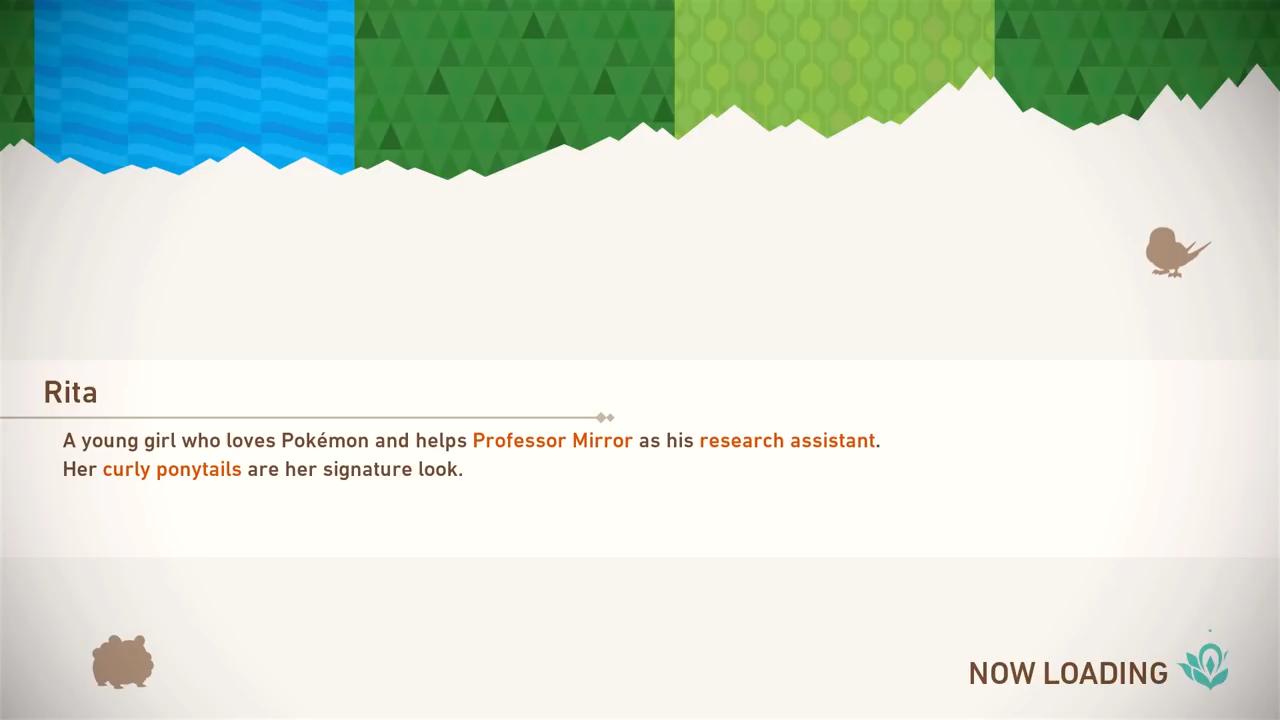 Rita
A young girl who loves Pokémon and helps Professor Mirror as his research assistant.
Her curly ponytails are her signature look.
NOW LOADING